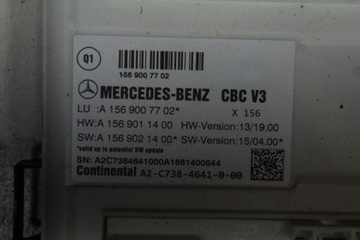 Q1
156 900 77 02
MERCEDES-BENZ CBC V3
LU :A 156 900 77 02* X 156
HW:A 156 901 14 00 HW-Version:13/19.00
SW:A 156 902 14 00* SW-Version:15/04.00*
*valid up to potential SW update
SN: A2C7384641000A1681400544
Continental A2-C738-4641-0-00